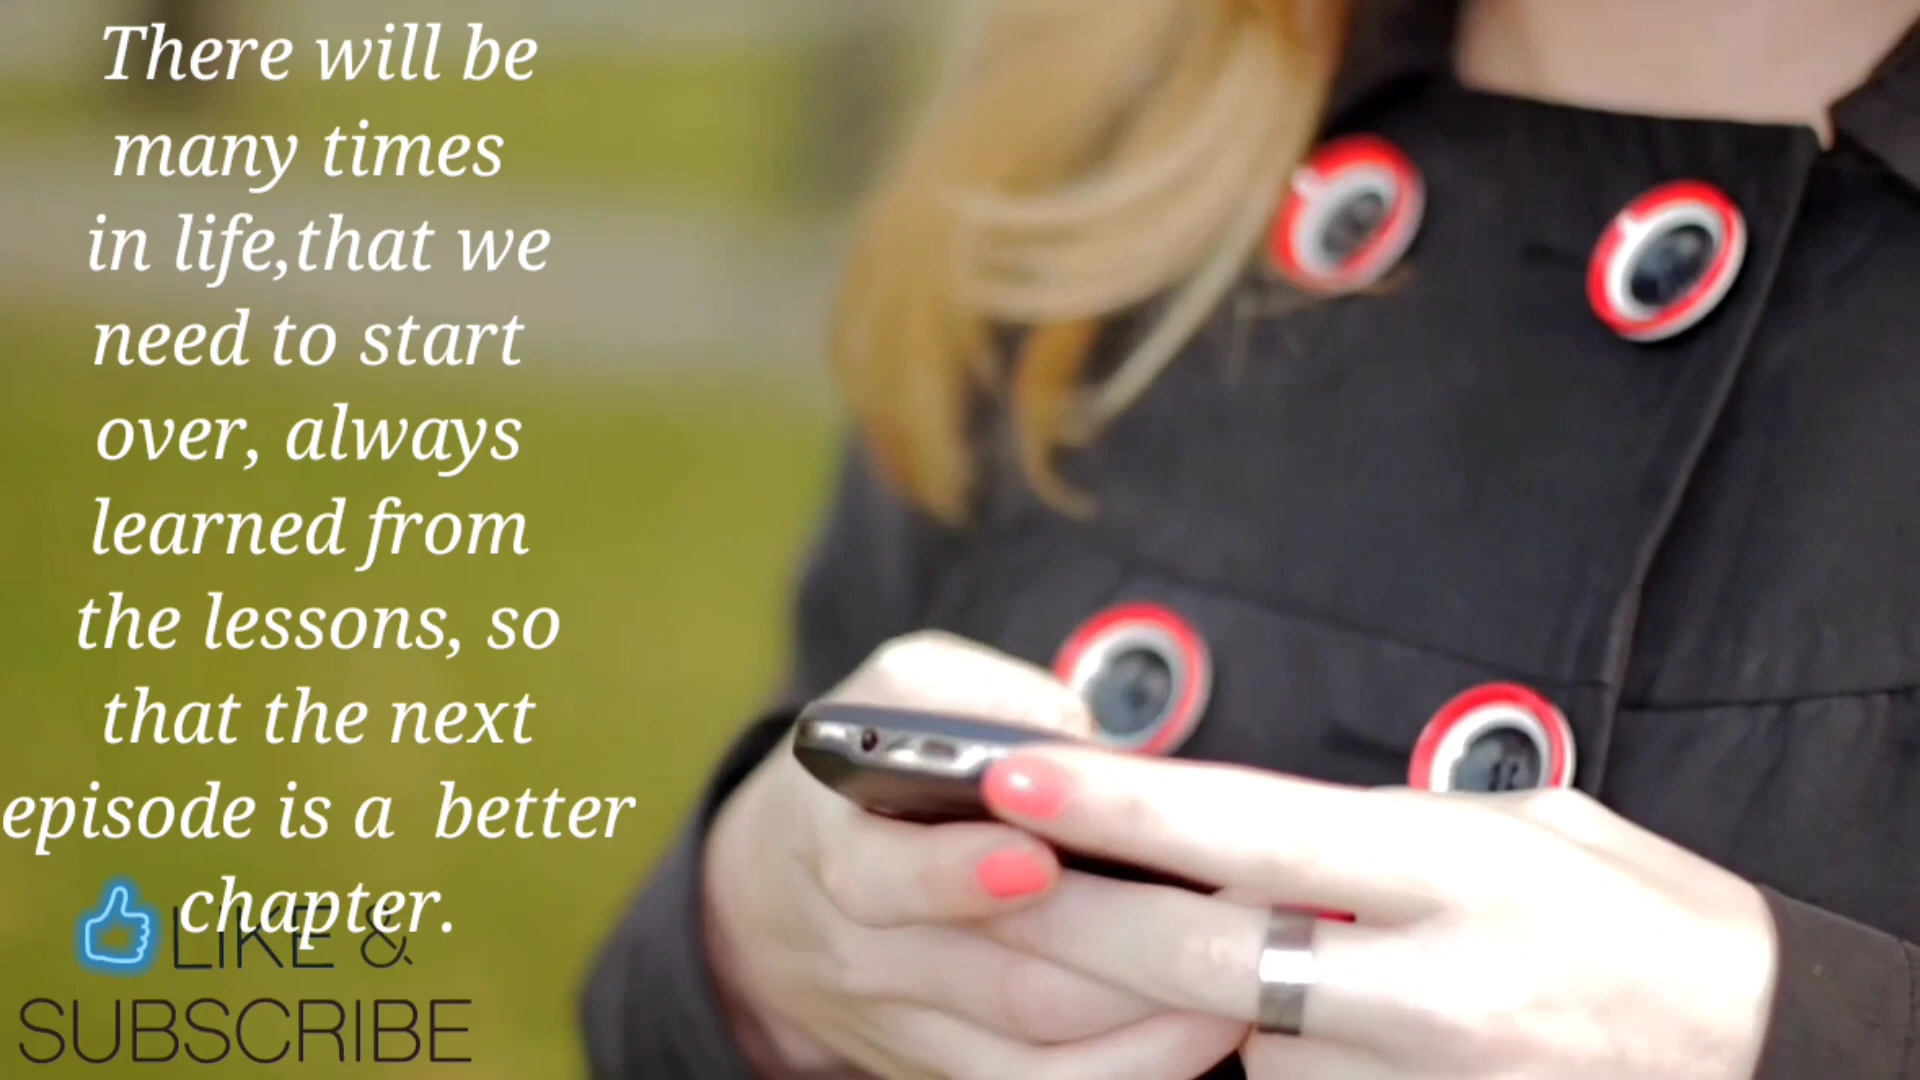 There will be
many times
in life,that we
need to start
over, always
learned from
the lessons, so
that the next
episode is a  better
chapter.
LIKE &
SUBSCRIBE